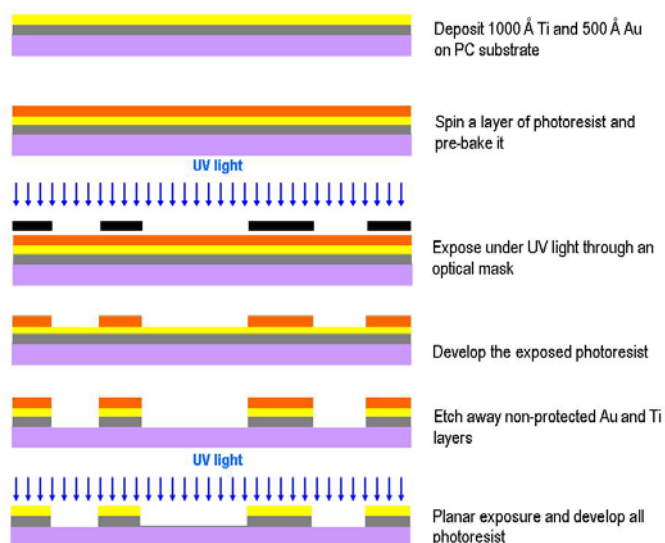 Deposit 1000 Å Ti and 500 Å Au
on PC substrate
Spin a layer of photoresist and
pre-bake it
UV light
Expose under UV light through an
optical mask
Develop the exposed photoresist
Etch away non-protected Au and Ti
layers
UV light
Planar exposure and develop all
photoresist